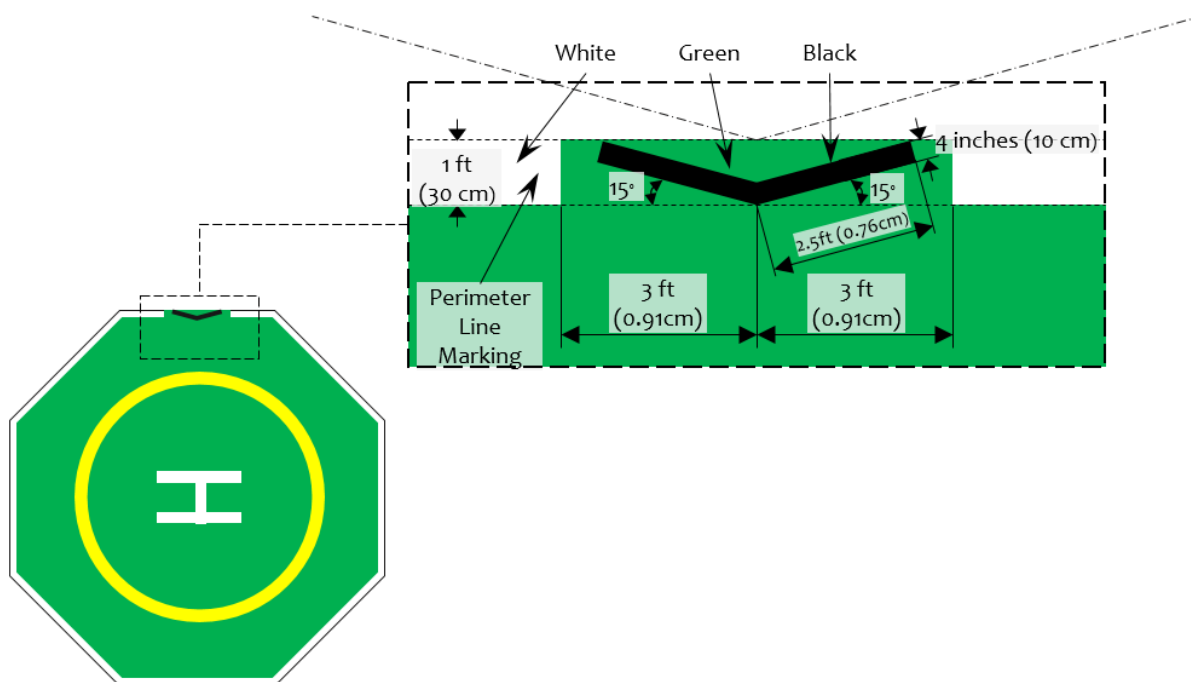 White
Green
Black
4 inches (10 cm)
1 ft
(30 cm)
15°
15°
2.5ft (0.76cm)
3 ft
(0.91cm)
3 ft
(0.91cm)
Perimeter
Line
Marking
H